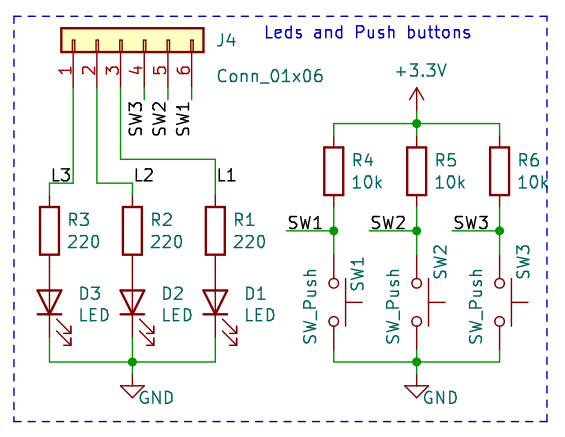 Leds and Push buttons
J4
Conn_01x06
1 2 3 4 5 6
SW3 SW2 SW1
+3.3V
L3 L2 L1
R4
10k
R5
10k
R6
10k
R3
220
R2
220
R1
220
SW1 SW2 SW3
D3
LED
D2
LED
D1
LED
SW_Push
SW1
SW_Push
SW2
SW_Push
SW3
GND
GND